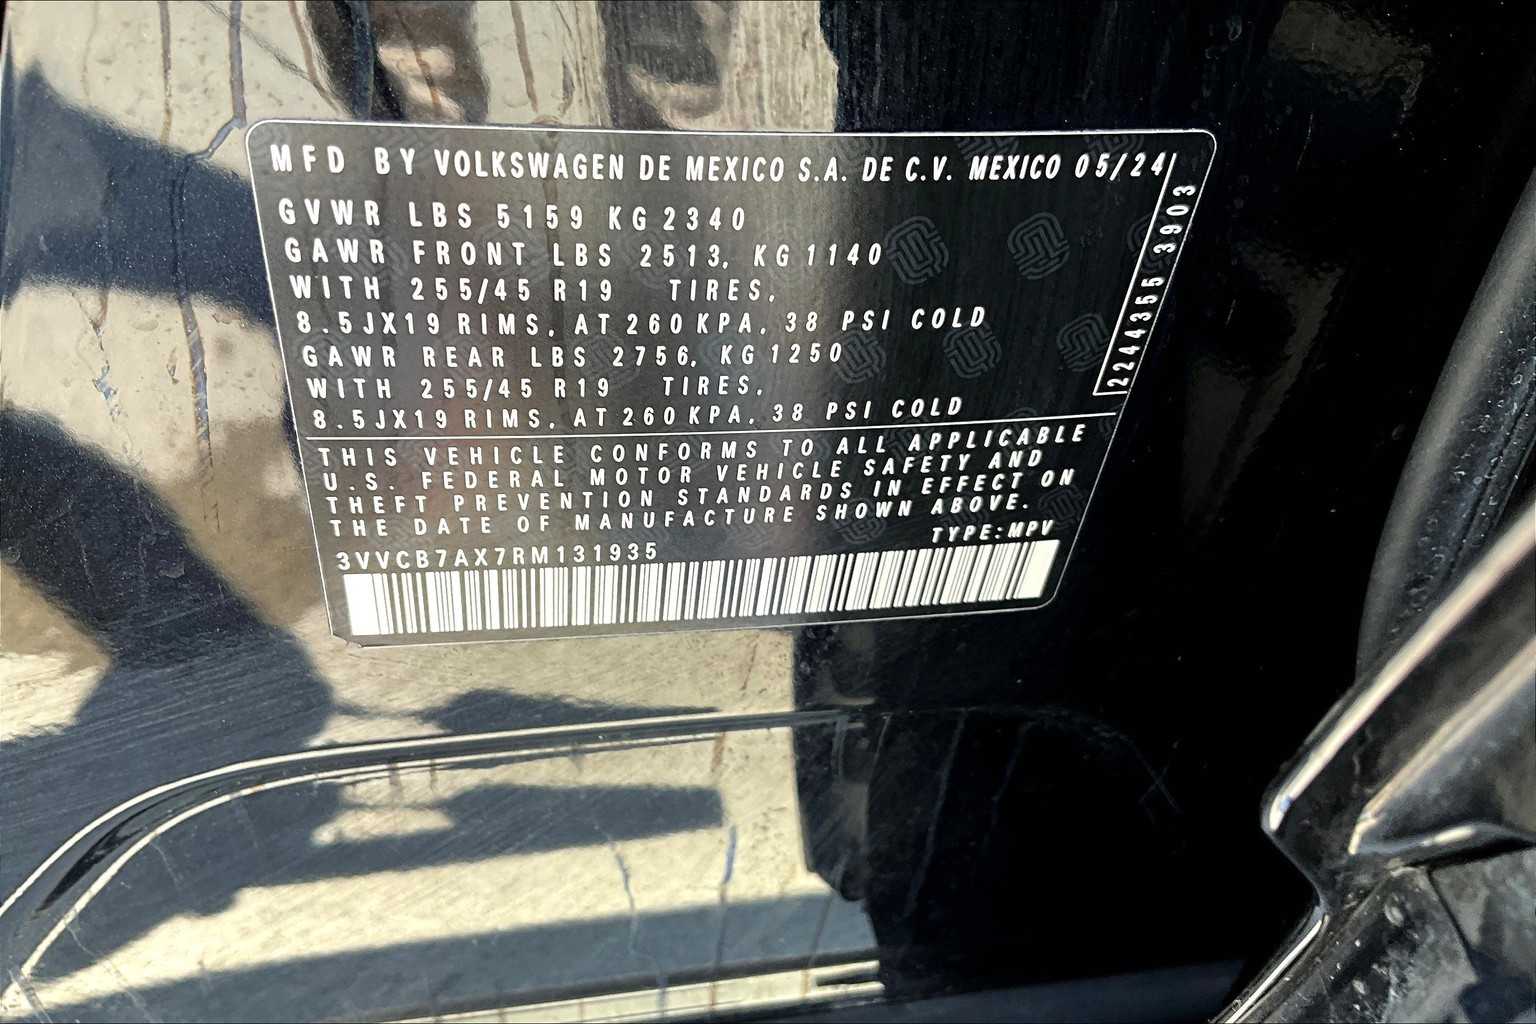 MFD BY VOLKSWAGEN DE MEXICO S.A. DE C.V. MEXICO 05/24
GVWR LBS 5159 KG 2340
GAWR FRONT LBS 2513, KG 1140
WITH 255/45 R19 TIRES,
8.5JX19 RIMS, AT 260 KPA, 38 PSI COLD
GAWR REAR LBS 2756, KG 1250
WITH 255/45 R19 TIRES,
8.5JX19 RIMS, AT 260 KPA, 38 PSI COLD
2244355 3903
THIS VEHICLE CONFORMS TO ALL APPLICABLE
U.S. FEDERAL MOTOR VEHICLE SAFETY AND
THEFT PREVENTION STANDARDS IN EFFECT ON
THE DATE OF MANUFACTURE SHOWN ABOVE.
TYPE:MPV
3VVCB7AX7RM131935